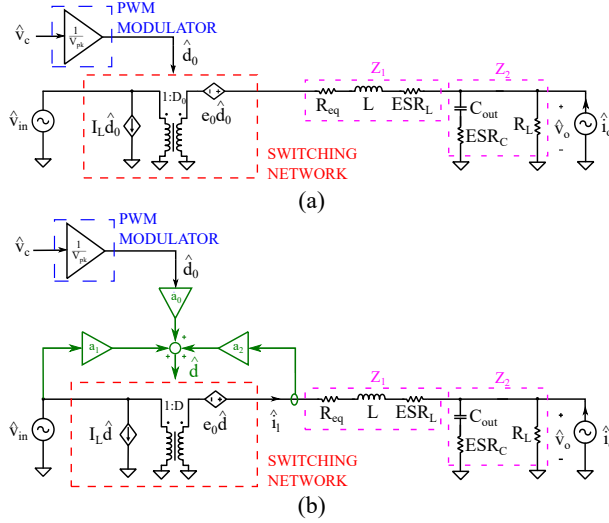 PWM
MODULATOR
v̂c
1/Vpk
d̂0
1:D0
e0d̂0
ILd̂0
v̂in
SWITCHING
NETWORK
Z1
Req
L
ESRL
Z2
Cout
ESRC
RL
+
v̂o
−
(a)
PWM
MODULATOR
v̂c
1/Vpk
d̂0
a0
a1
+
+ +
a2
d̂
1:D
e0d̂
îl
ILd̂
v̂in
SWITCHING
NETWORK
Z1
Req
L
ESRL
Z2
Cout
ESRC
RL
+
v̂o
−
(b)